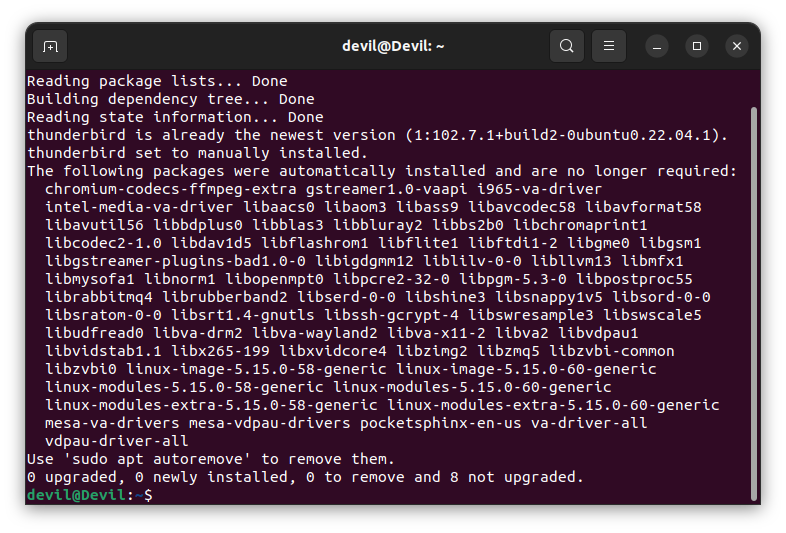 devil@Devil: ~
Reading package lists... Done
Building dependency tree... Done
Reading state information... Done
thunderbird is already the newest version (1:102.7.1+build2-0ubuntu0.22.04.1).
thunderbird set to manually installed.
The following packages were automatically installed and are no longer required:
  chromium-codecs-ffmpeg-extra gstreamer1.0-vaapi i965-va-driver
  intel-media-va-driver libaacs0 libaom3 libass9 libavcodec58 libavformat58
  libavutil56 libbdplus0 libblas3 libbluray2 libbs2b0 libchromaprint1
  libcodec2-1.0 libdav1d5 libflashrom1 libflite1 libftdi1-2 libgme0 libgsm1
  libgstreamer-plugins-bad1.0-0 libigdgmm12 liblilv-0-0 libllvm13 libmfx1
  libmysofa1 libnorm1 libopenmpt0 libpcre2-32-0 libpgm-5.3-0 libpostproc55
  librabbitmq4 librubberband2 libserd-0-0 libshine3 libsnappy1v5 libsord-0-0
  libsratom-0-0 libsrt1.4-gnutls libssh-gcrypt-4 libswresample3 libswscale5
  libudfread0 libva-drm2 libva-wayland2 libva-x11-2 libva2 libvdpau1
  libvidstab1.1 libx265-199 libxvidcore4 libzimg2 libzmq5 libzvbi-common
  libzvbi0 linux-image-5.15.0-58-generic linux-image-5.15.0-60-generic
  linux-modules-5.15.0-58-generic linux-modules-5.15.0-60-generic
  linux-modules-extra-5.15.0-58-generic linux-modules-extra-5.15.0-60-generic
  mesa-va-drivers mesa-vdpau-drivers pocketsphinx-en-us va-driver-all
  vdpau-driver-all
Use 'sudo apt autoremove' to remove them.
0 upgraded, 0 newly installed, 0 to remove and 8 not upgraded.
devil@Devil:~$